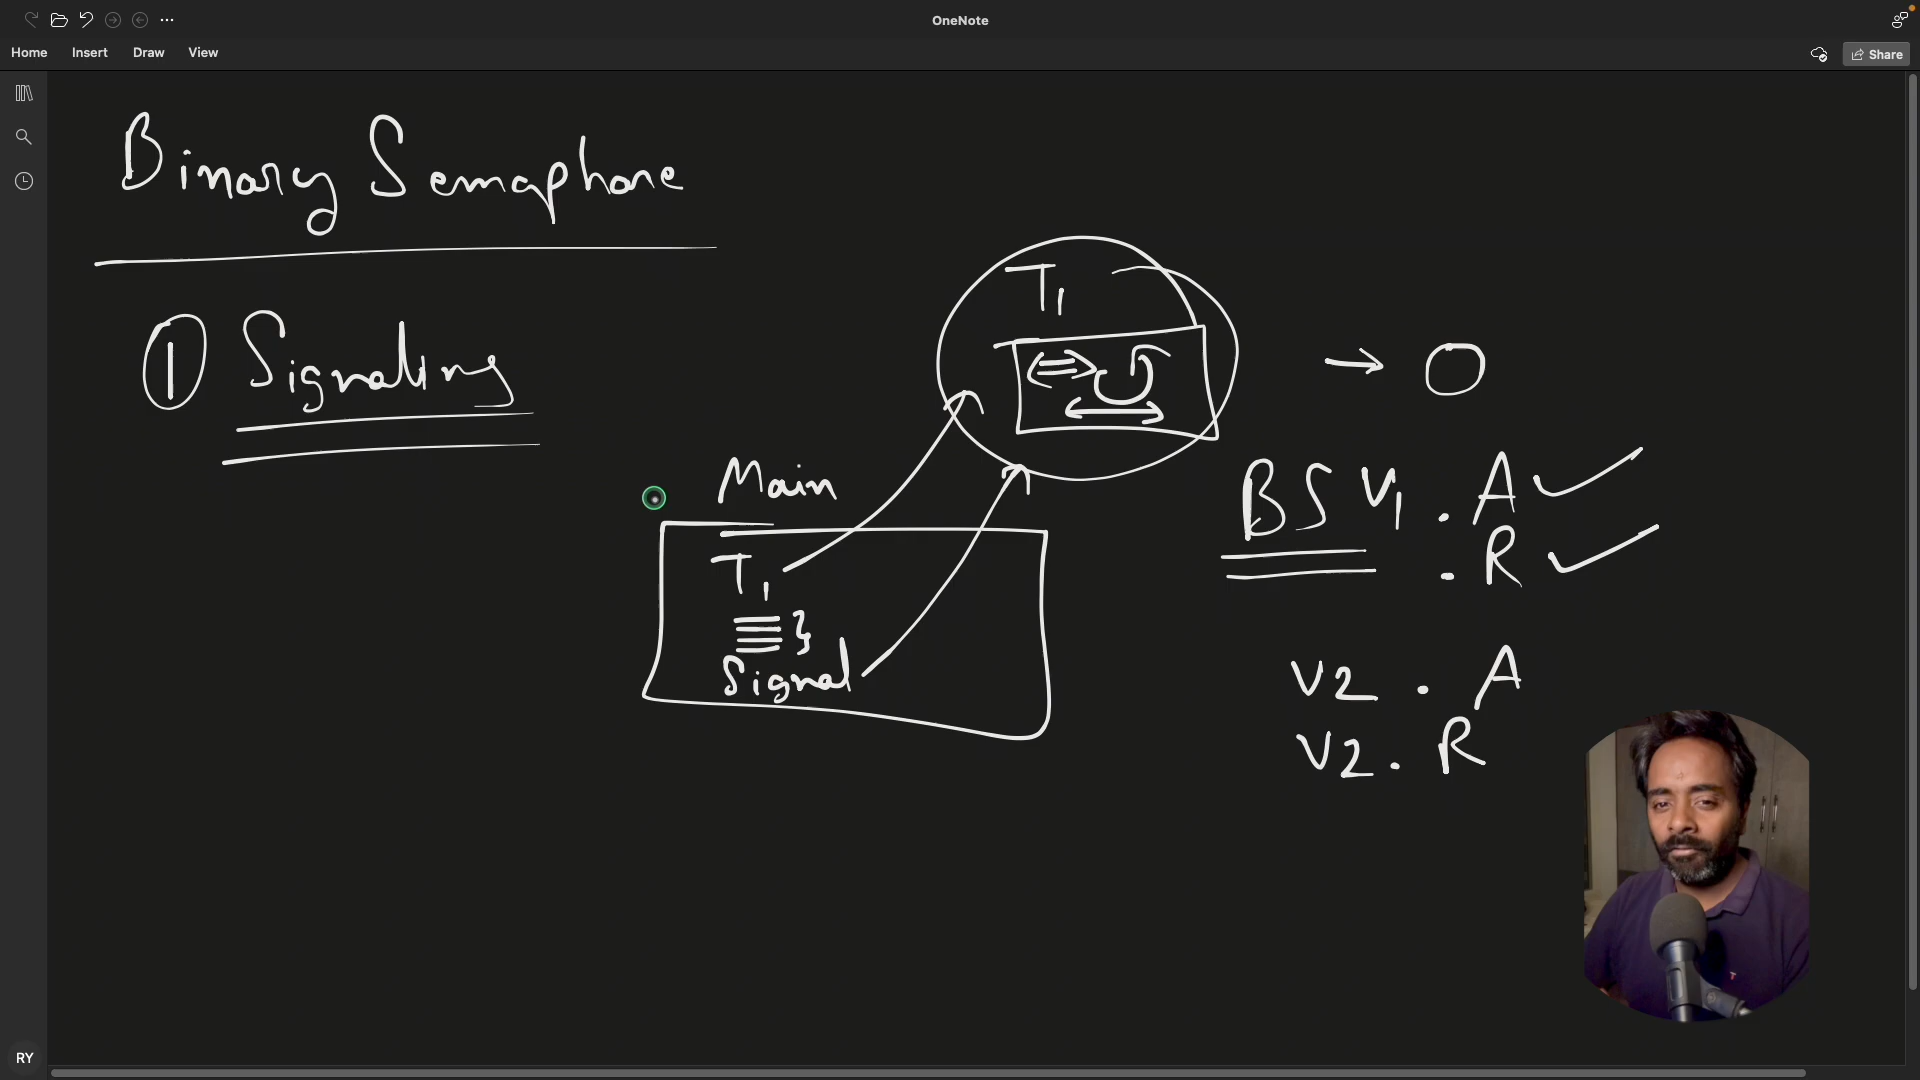 OneNote
Home Insert Draw View
Share
Binary Semaphore
① Signaling
T1
→ O
Main
T1
Signal
BS V1 . A ✓
. R ✓
V2 . A
V2 . R
RY